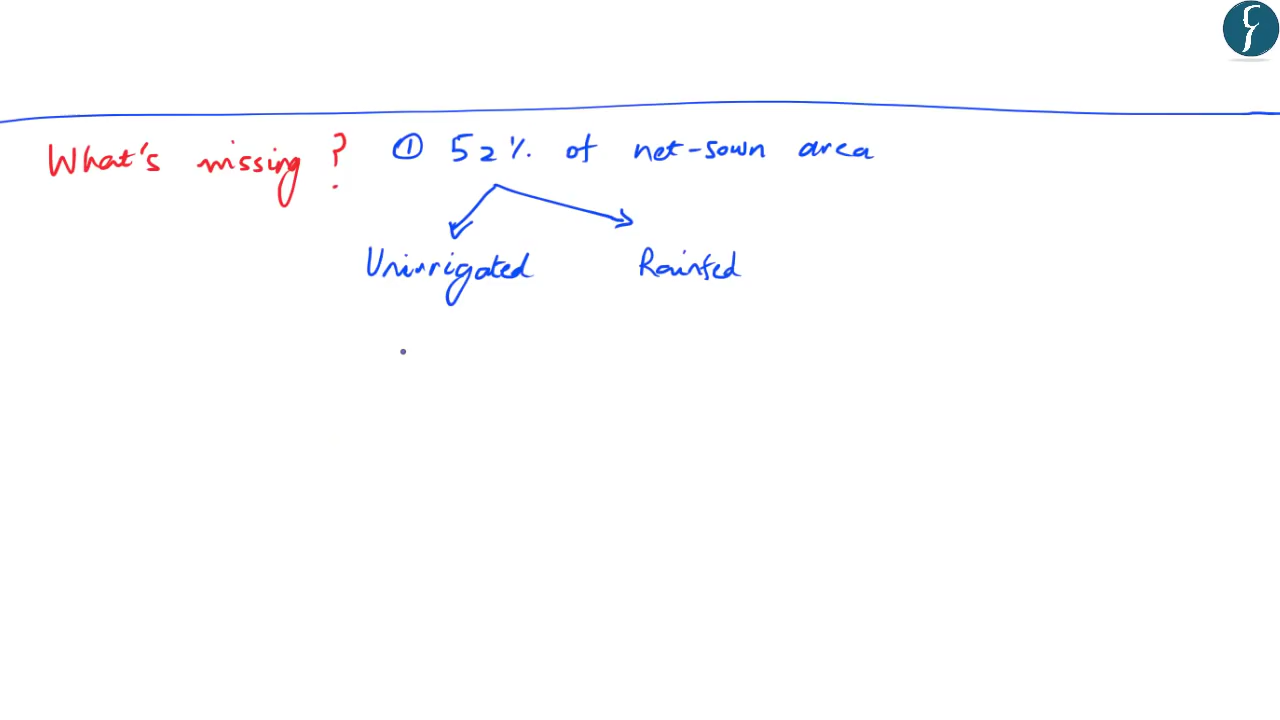 What's missing ? ① 52% of net-sown area
Unirrigated Rainfed